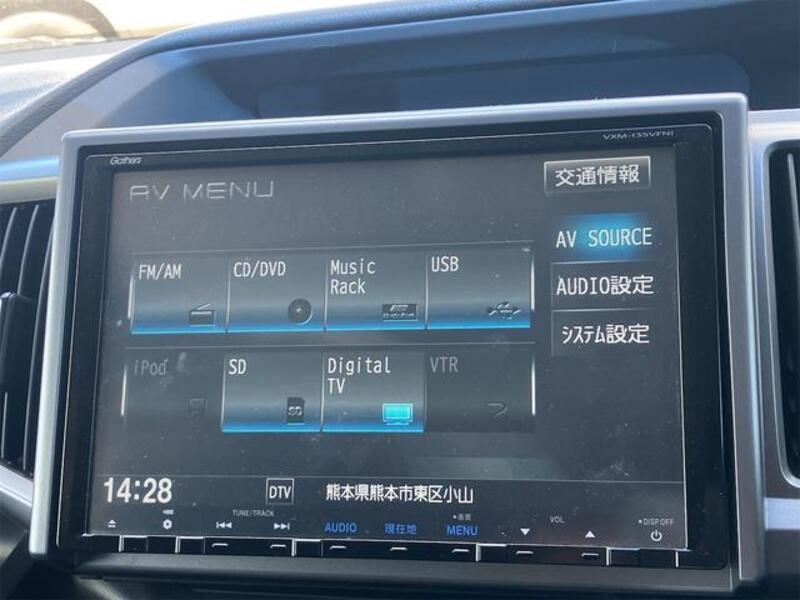 Gathers
VXM-135VFNi
AV MENU
交通情報
AV SOURCE
AUDIO設定
システム設定
FM/AM
CD/DVD
Music Rack
USB
iPod
SD
SD
Digital TV
VTR
14:28
DTV
熊本県熊本市東区小山
TUNE/TRACK
AUDIO
現在地
画質
MENU
VOL
DISP.OFF